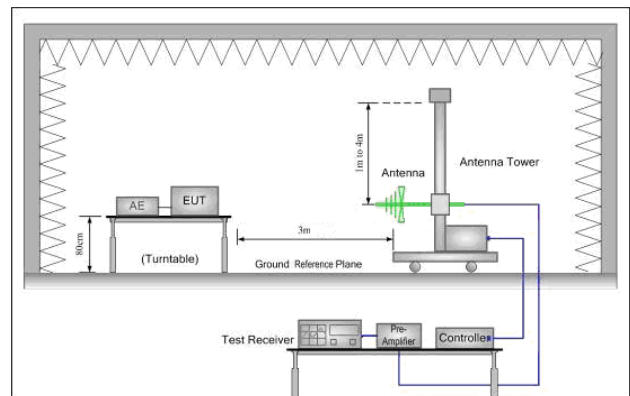 1m to 4m
Antenna
Antenna Tower
AE
EUT
80cm
(Turntable)
3m
Ground Reference Plane
Test Receiver
Pre-
Amplifier
Controller